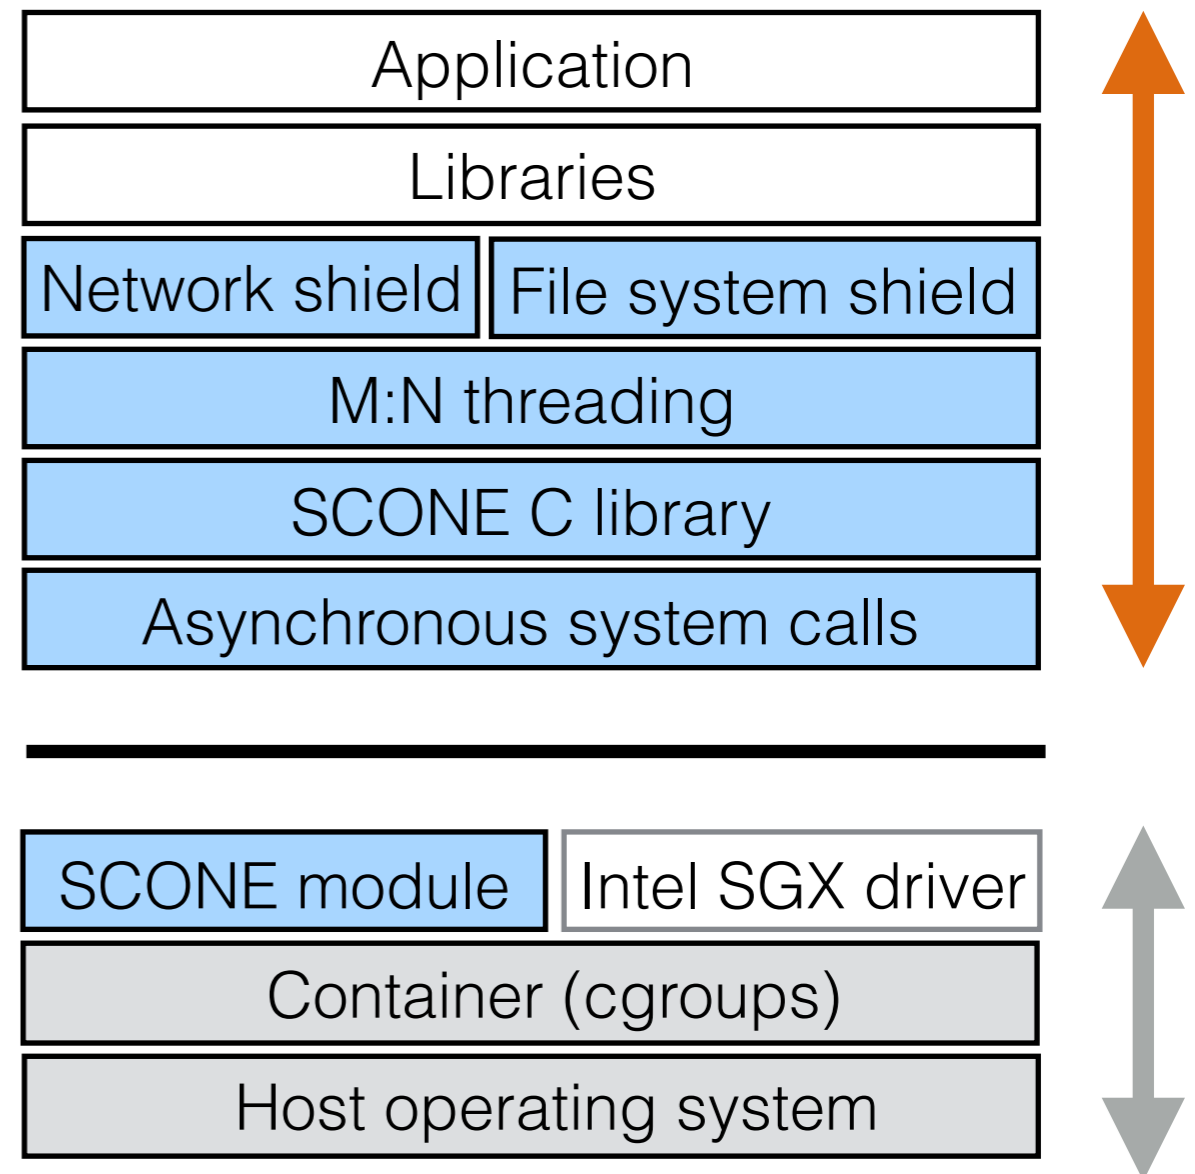 Application
Libraries
Network shield
File system shield
M:N threading
SCONE C library
Asynchronous system calls
SCONE module
Intel SGX driver
Container (cgroups)
Host operating system